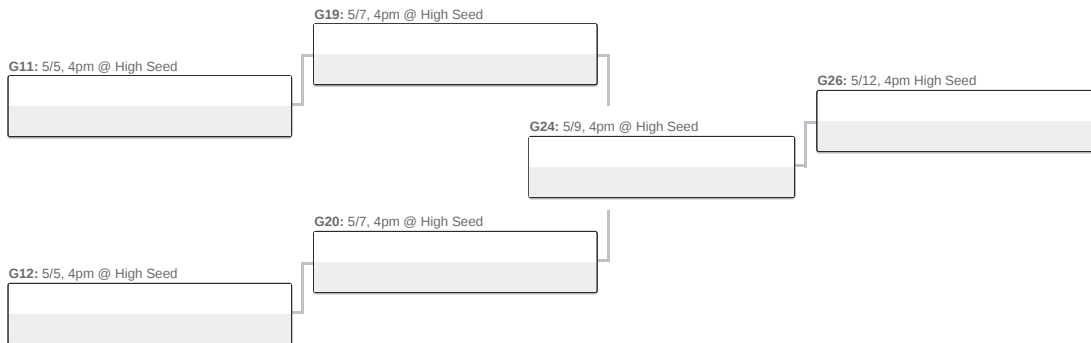 G19: 5/7, 4pm @ High Seed
G11: 5/5, 4pm @ High Seed
G26: 5/12, 4pm High Seed
G24: 5/9, 4pm @ High Seed
G20: 5/7, 4pm @ High Seed
G12: 5/5, 4pm @ High Seed